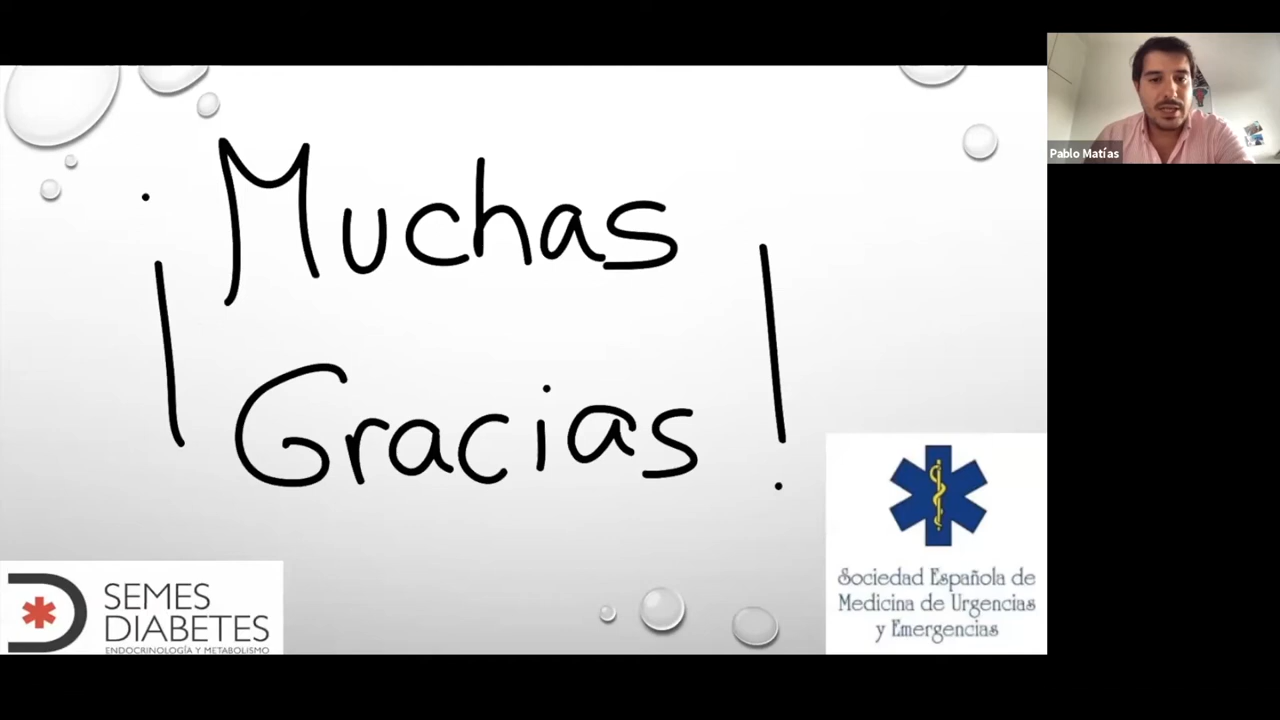 ¡Muchas
Gracias!
Pablo Matías
SEMES
DIABETES
ENDOCRINOLOGÍA Y METABOLISMO
Sociedad Española de
Medicina de Urgencias
y Emergencias